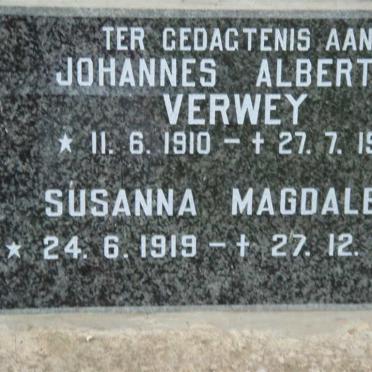 TER GEDAGTENIS AAN
JOHANNES ALBERT
VERWEY
★ 11. 6. 1910 – † 27. 7. 19
SUSANNA MAGDALE
★ 24. 6. 1919 – † 27. 12.